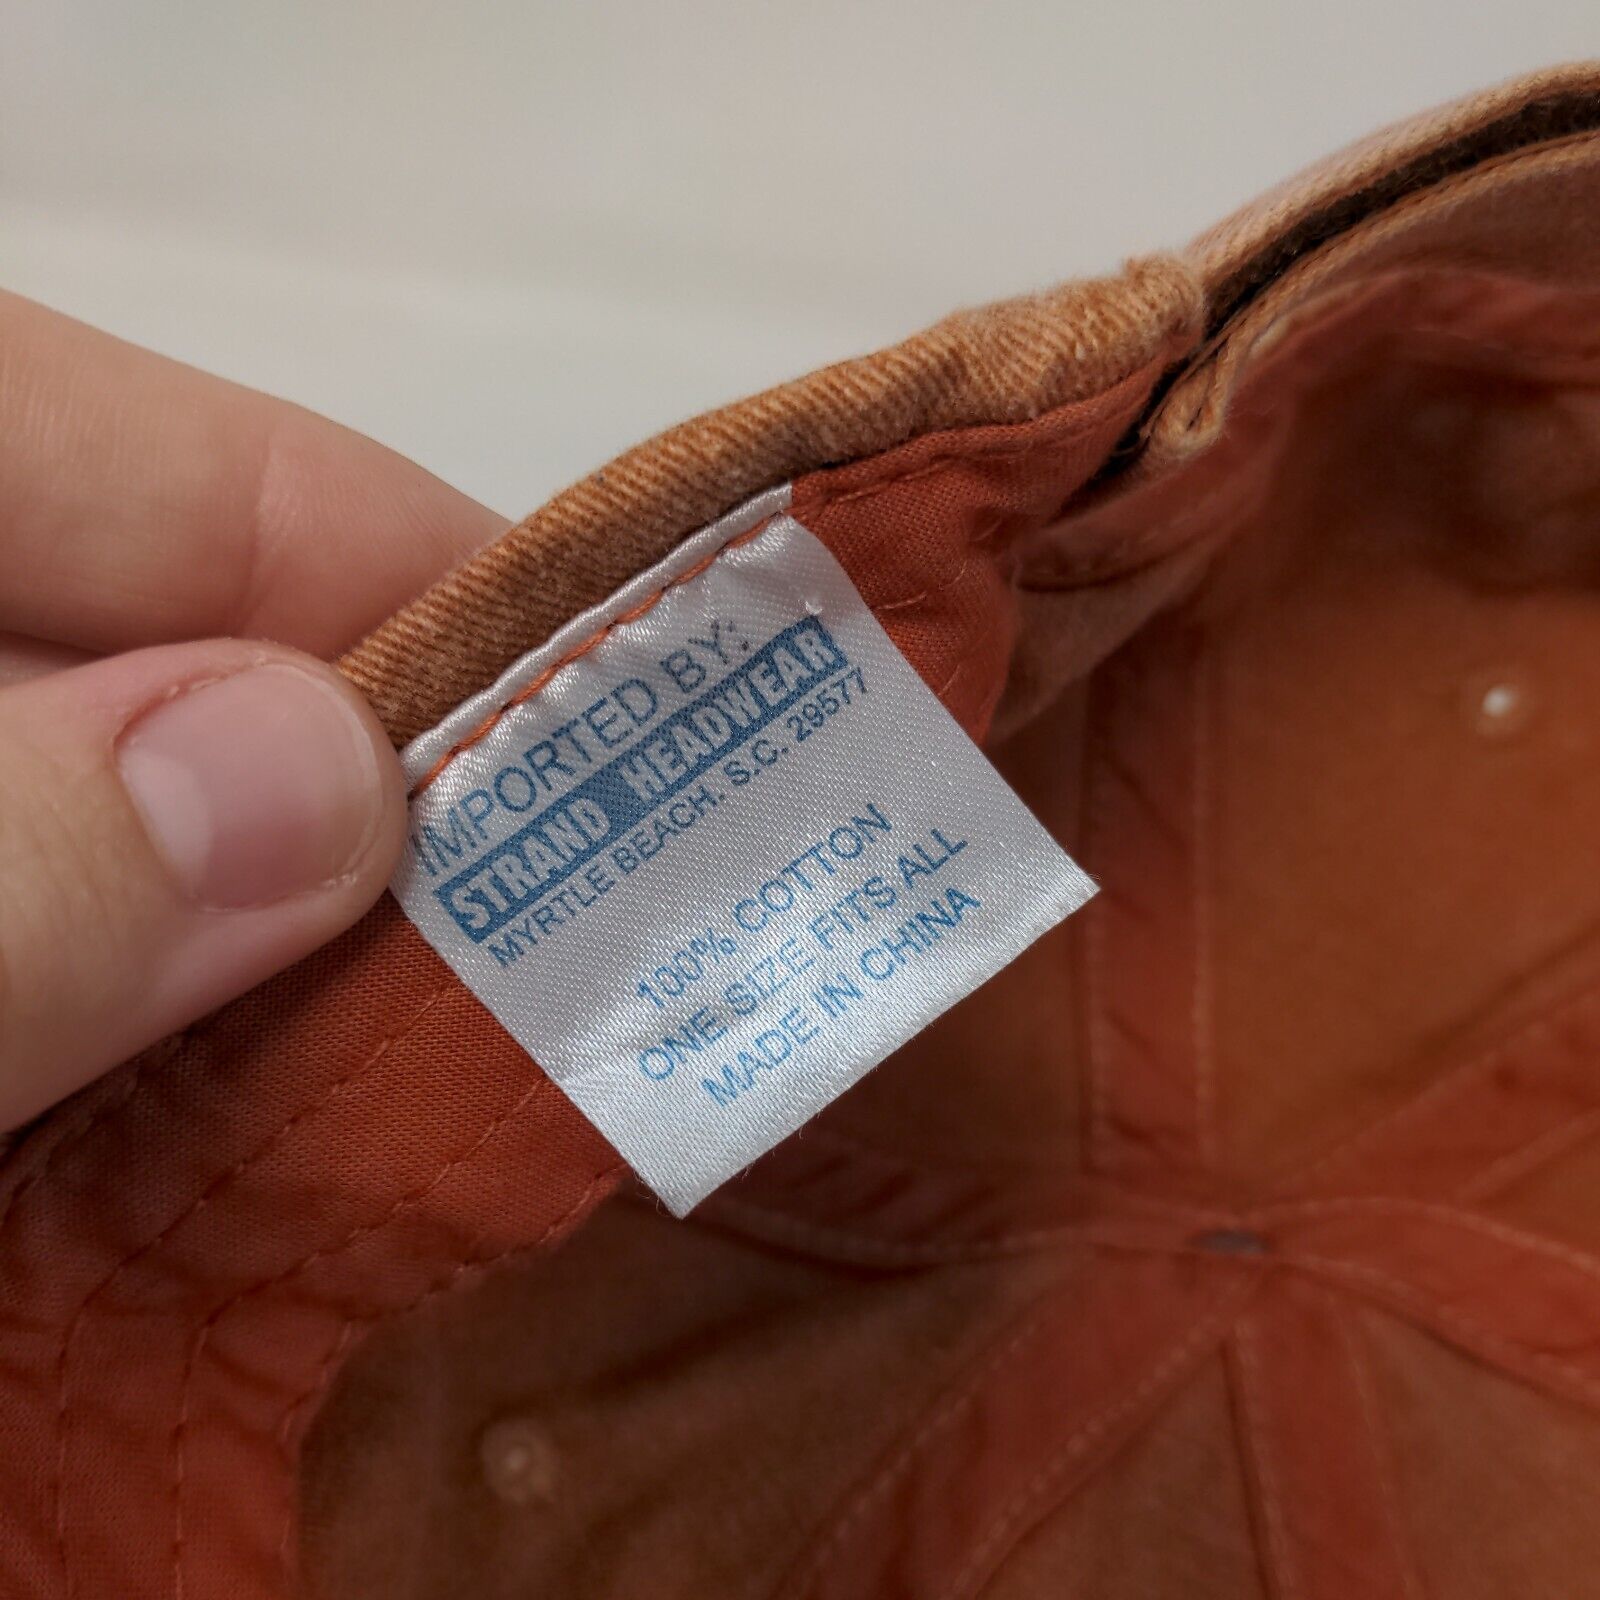 IMPORTED BY:
STRAND HEADWEAR
MYRTLE BEACH. S.C. 29577
100% COTTON
ONE SIZE FITS ALL
MADE IN CHINA